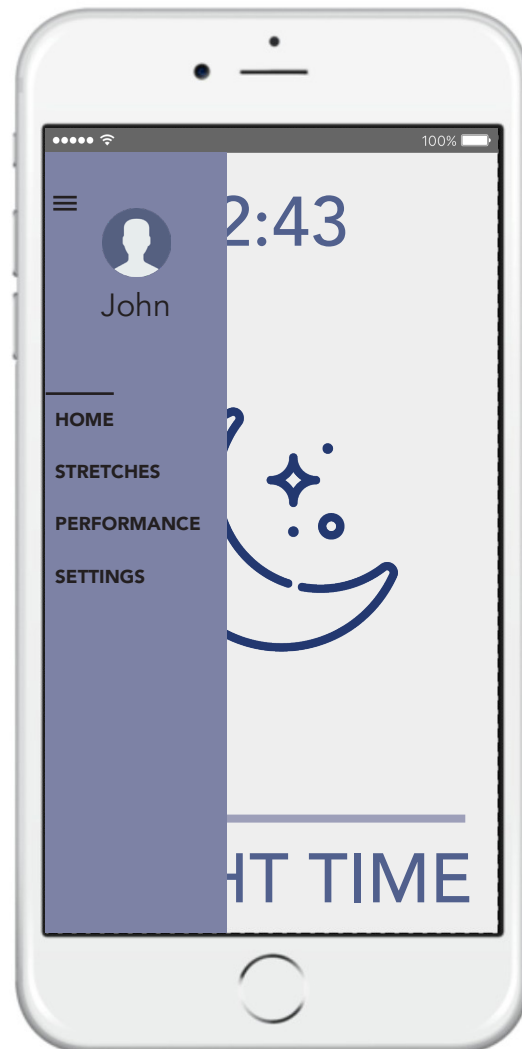 100%
2:43
John
HOME
STRETCHES
PERFORMANCE
SETTINGS
HT TIME